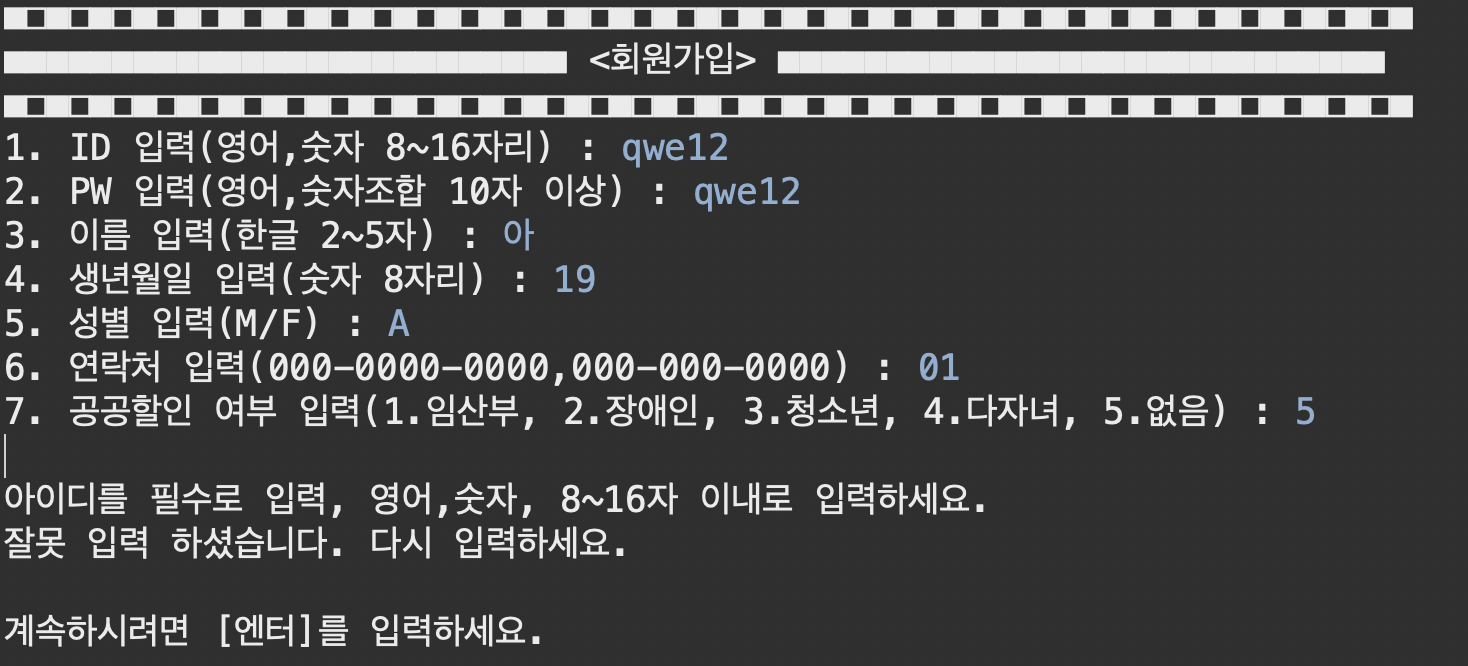 <회원가입>
1. ID 입력(영어,숫자 8~16자리) : qwe12
2. PW 입력(영어,숫자조합 10자 이상) : qwe12
3. 이름 입력(한글 2~5자) : 아
4. 생년월일 입력(숫자 8자리) : 19
5. 성별 입력(M/F) : A
6. 연락처 입력(000-0000-0000,000-000-0000) : 01
7. 공공할인 여부 입력(1.임산부, 2.장애인, 3.청소년, 4.다자녀, 5.없음) : 5
아이디를 필수로 입력, 영어,숫자, 8~16자 이내로 입력하세요.
잘못 입력 하셨습니다. 다시 입력하세요.
계속하시려면 [엔터]를 입력하세요.